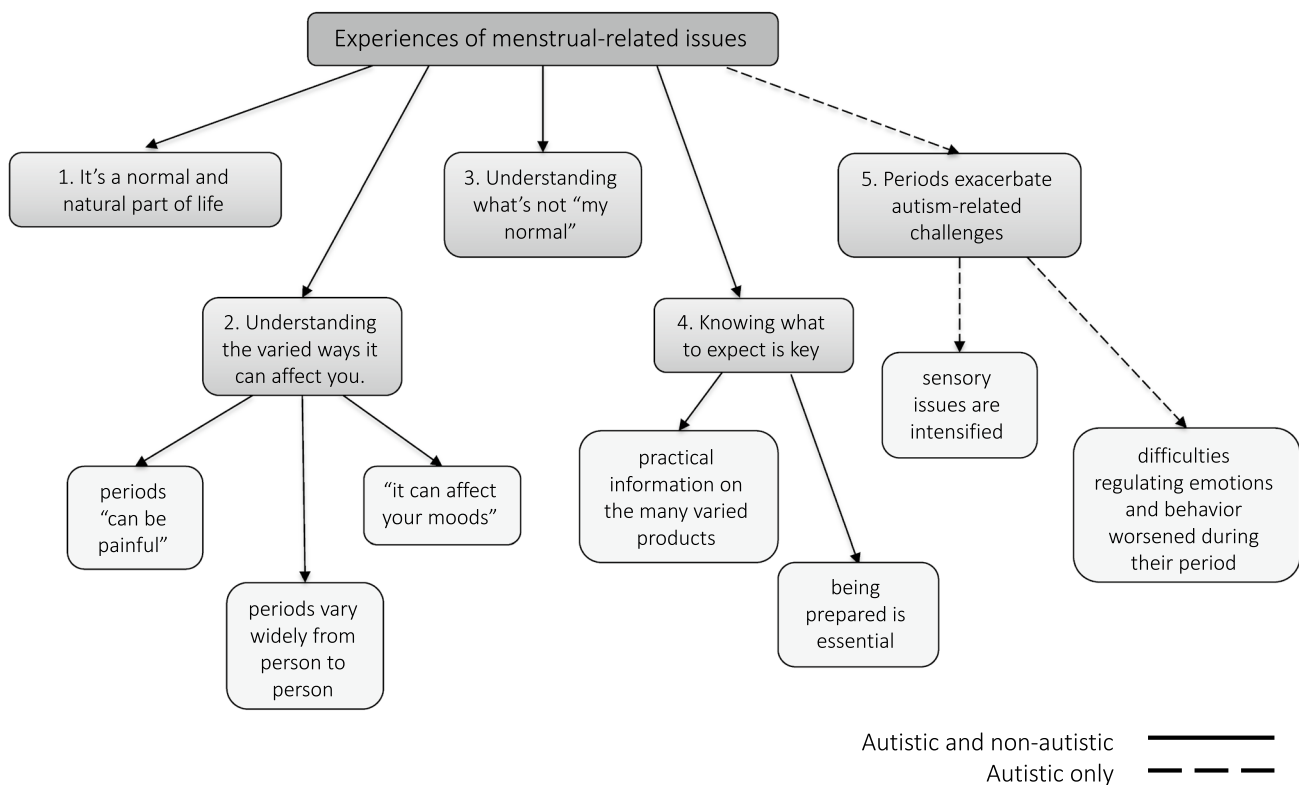 Experiences of menstrual-related issues
1. It’s a normal and
natural part of life
3. Understanding
what’s not “my
normal”
5. Periods exacerbate
autism-related
challenges
2. Understanding
the varied ways it
can affect you.
4. Knowing what
to expect is key
periods
“can be
painful”
periods vary
widely from
person to
person
“it can affect
your moods”
practical
information on
the many varied
products
being
prepared is
essential
sensory
issues are
intensified
difficulties
regulating emotions
and behavior
worsened during
their period
Autistic and non-autistic
Autistic only